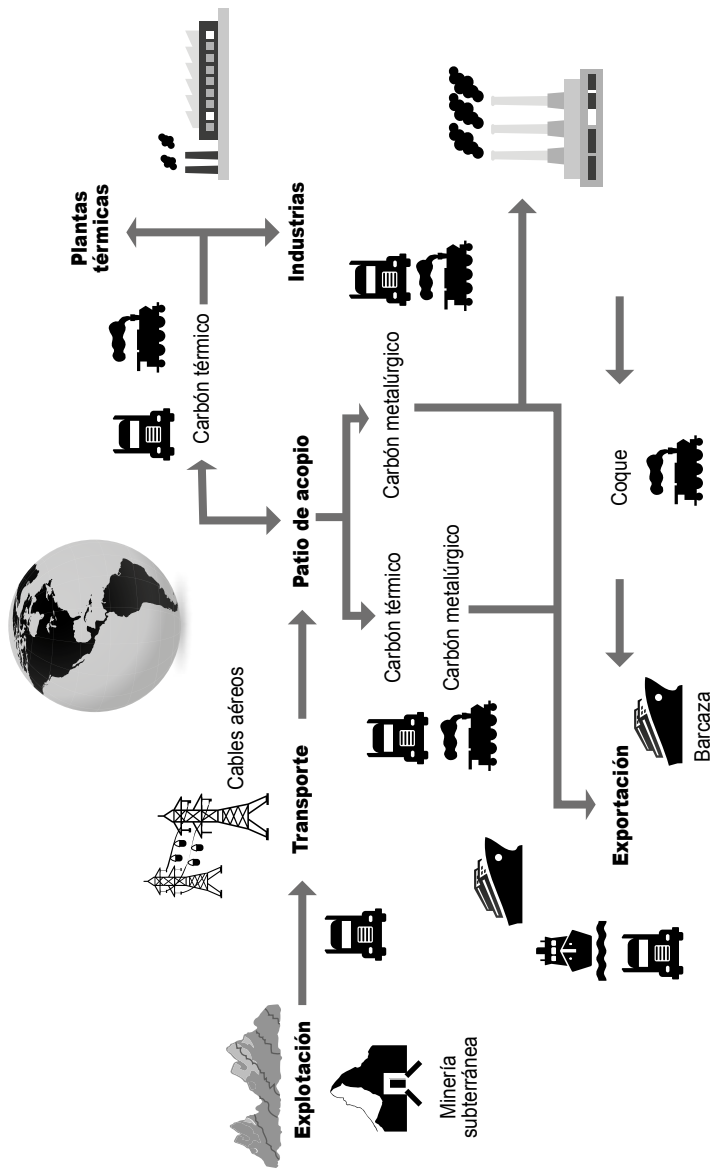 Explotación
Minería
subterránea
Transporte
Cables aéreos
Patio de acopio
Carbón térmico
Plantas
térmicas
Industrias
Carbón térmico
Carbón metalúrgico
Carbón metalúrgico
Coque
Exportación
Barcaza